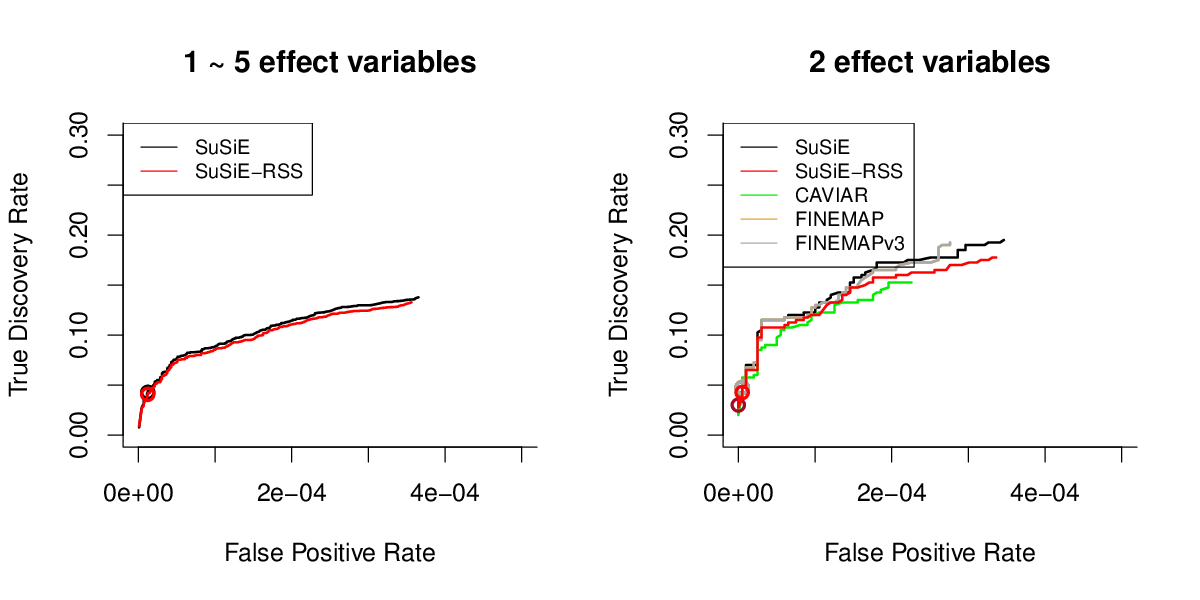 1 ~ 5 effect variables
True Discovery Rate
0.00
0.10
0.20
0.30
SuSiE
SuSiE−RSS
0e+00
2e−04
4e−04
False Positive Rate
2 effect variables
True Discovery Rate
0.00
0.10
0.20
0.30
SuSiE
SuSiE−RSS
CAVIAR
FINEMAP
FINEMAPv3
0e+00
2e−04
4e−04
False Positive Rate